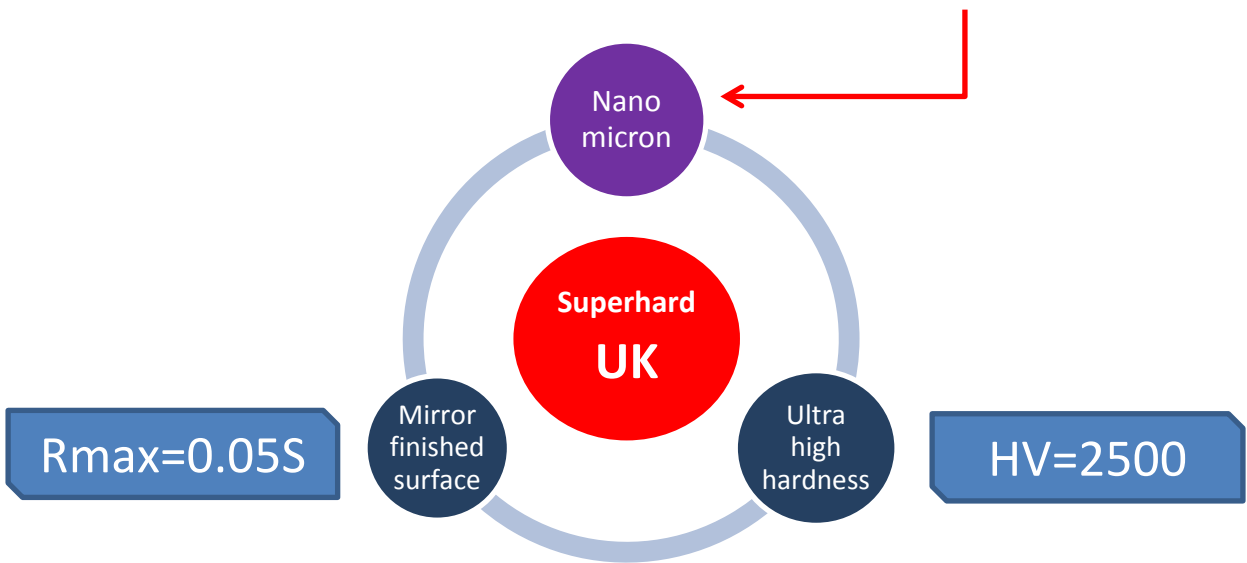 Nano
micron
Superhard
UK
Mirror
finished
surface
Ultra
high
hardness
Rmax=0.05S
HV=2500